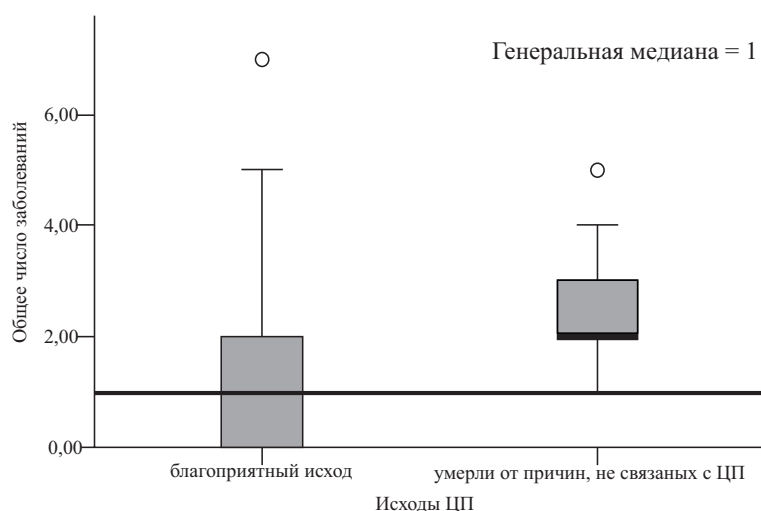 Генеральная медиана = 1
Общее число заболеваний
6,00
4,00
2,00
0,00
благоприятный исход
умерли от причин, не связаных с ЦП
Исходы ЦП